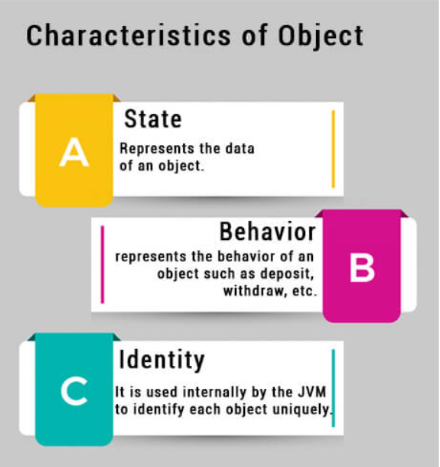 Characteristics of Object
A
State
Represents the data
of an object.
Behavior
represents the behavior of an
object such as deposit,
withdraw, etc.
B
C
Identity
It is used internally by the JVM
to identify each object uniquely.